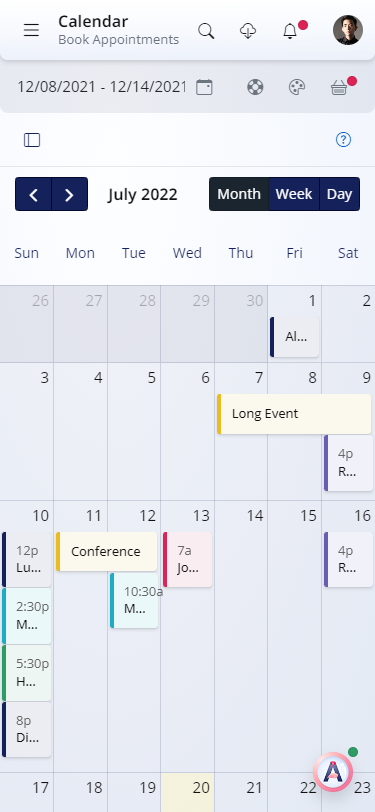 Calendar
Book Appointments
12/08/2021 - 12/14/2021
July 2022
Month Week Day
Sun Mon Tue Wed Thu Fri Sat
26 27 28 29 30 1 2
Al...
3 4 5 6 7 8 9
Long Event
4p
R...
10 11 12 13 14 15 16
12p
Lu...
Conference
7a
Jo...
4p
R...
2:30p
M...
10:30a
M...
5:30p
H...
8p
Di...
17 18 19 20 21 22 23